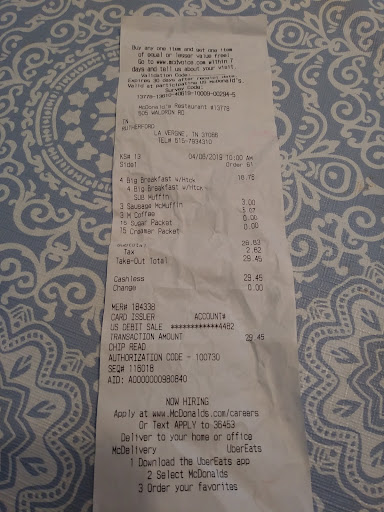 Buy any one item and get one item
of equal or lesser value free!
Go to www.mcdvoice.com within 7
days and tell us about your visit.
Validation Code:
Expires 30 days after receipt date.
Valid at participating US McDonald's.
Survey Code:
McDonald's Restaurant #13779
505 WALDRON RD
TN
RUTHERFORD
LA VERGNE, TN 37086
TEL# 615-7934310
KS# 13 04/06/2019 10:00 AM
Side1 Order 61
4 Big Breakfast w/Htck 18.76
4 Big Breakfast w/Htck
SUB Muffin
3 Sausage McMuffin 3.00
3 M Coffee
15 Sugar Packet 0.00
15 Creamer Packet 0.00
Subtotal 26.83
Tax 2.62
Take-Out Total 29.45
Cashless 29.45
Change 0.00
MER# 184338
CARD ISSUER ACCOUNT#
US DEBIT SALE ************4482
TRANSACTION AMOUNT 29.45
CHIP READ
AUTHORIZATION CODE - 100730
SEQ# 116018
AID: A0000000980840
NOW HIRING
Apply at www.McDonalds.com/careers
Or Text APPLY to 36453
Deliver to your home or office
McDelivery UberEats
1 Download the UberEats app
2 Select McDonalds
3 Order your favorites